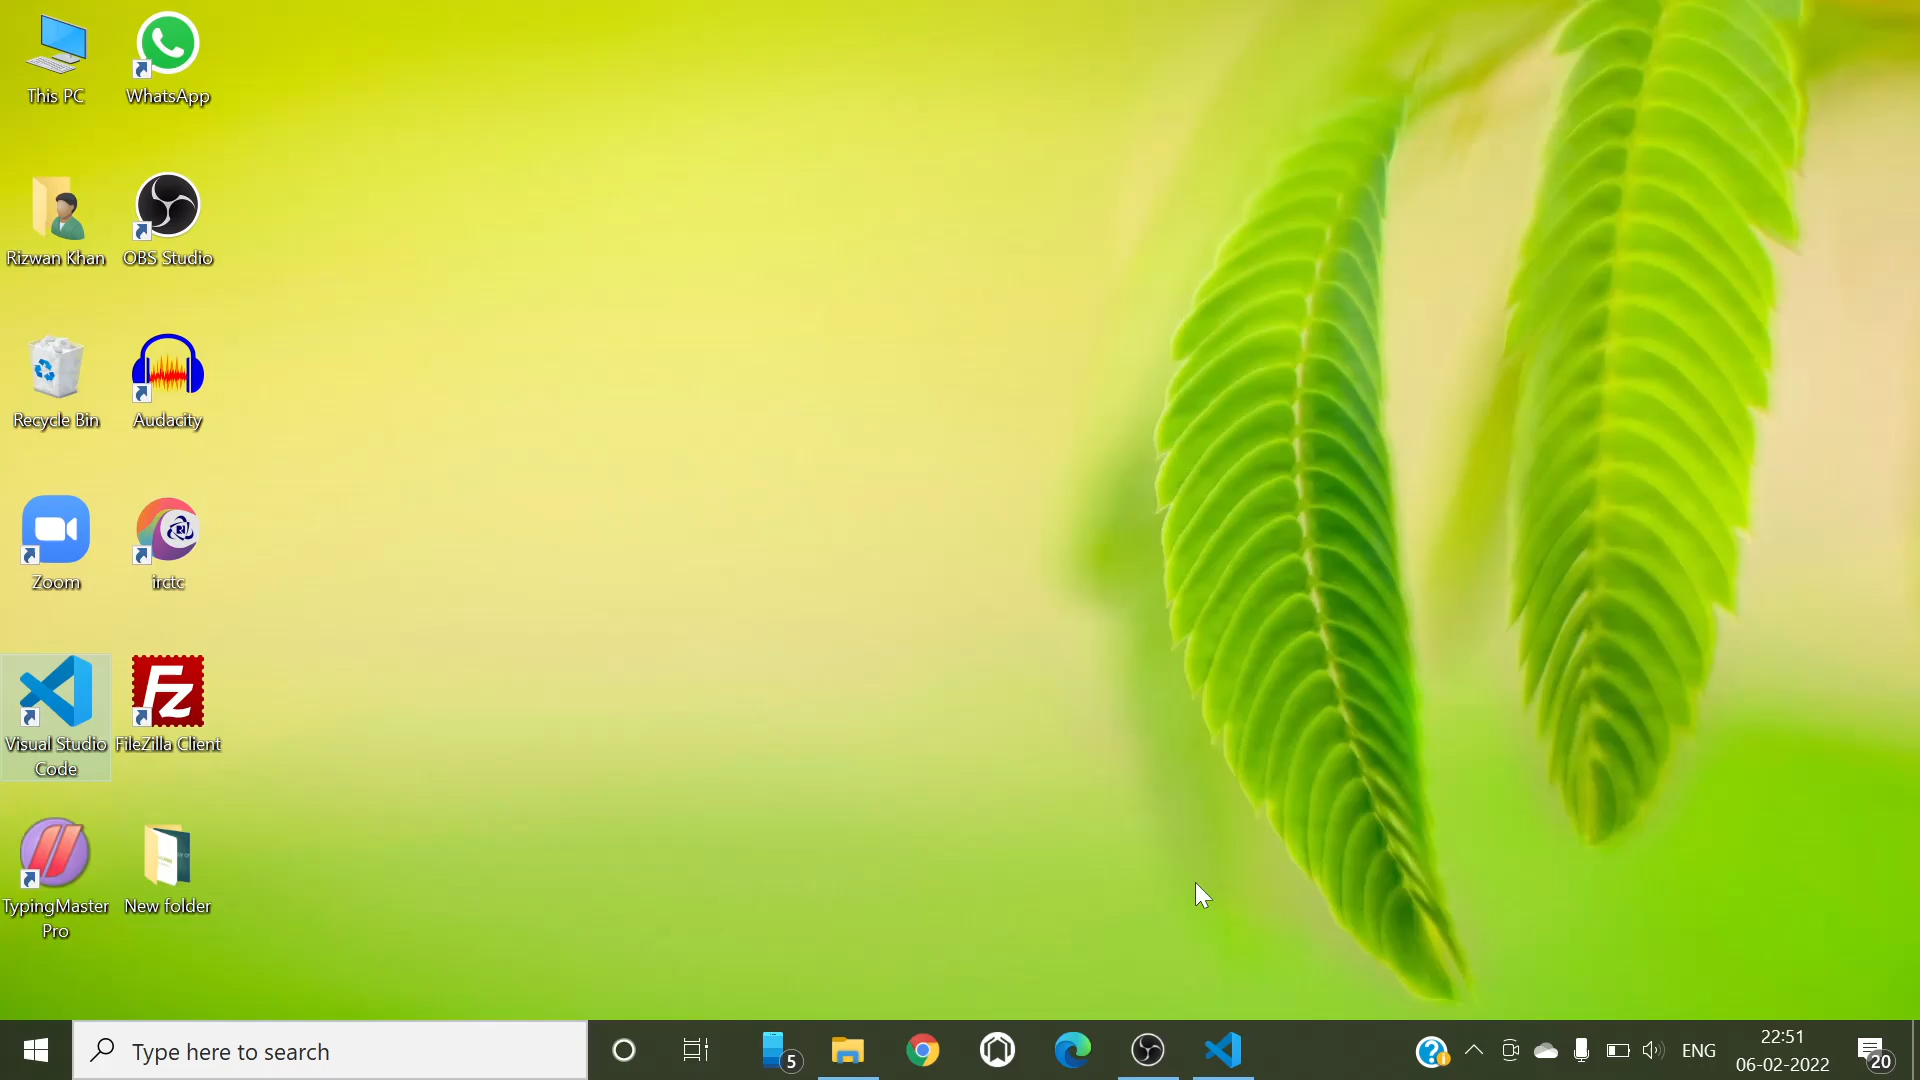 This PC
WhatsApp
Rizwan Khan
OBS Studio
Recycle Bin
Audacity
Zoom
irctc
Visual Studio
Code
FileZilla Client
TypingMaster
Pro
New folder
Type here to search
5
ENG
22:51
06-02-2022
20